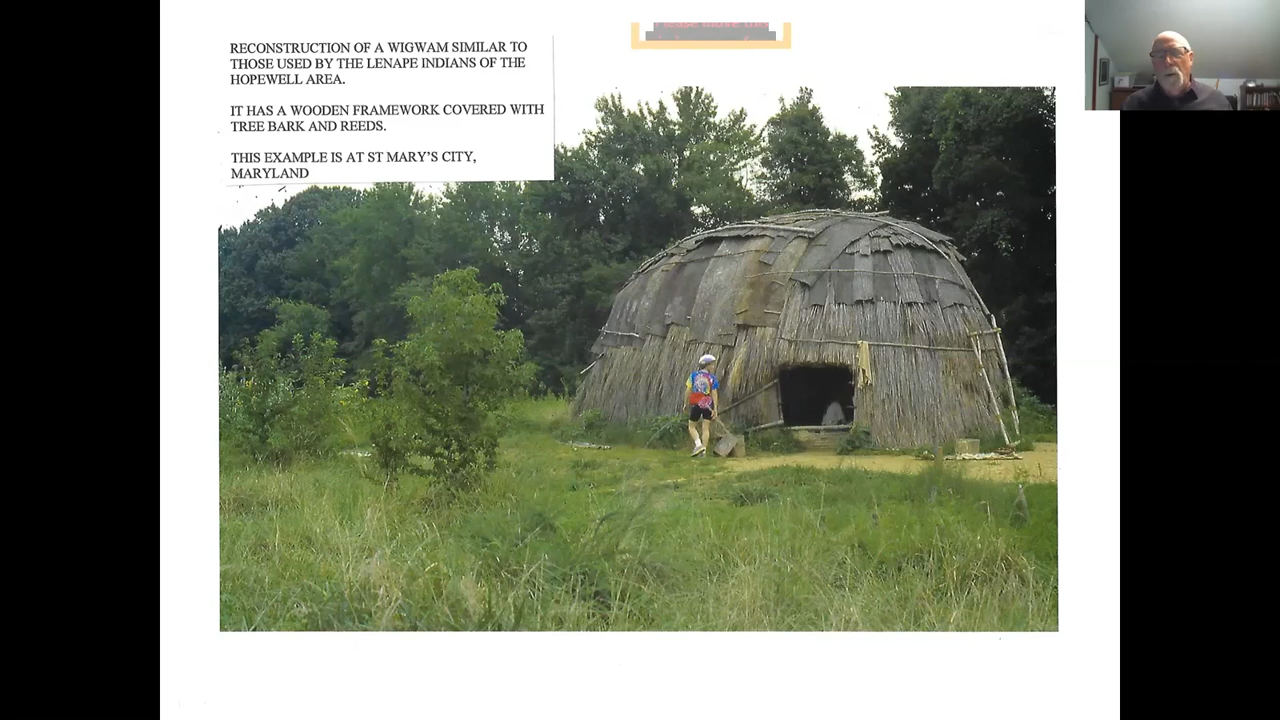 RECONSTRUCTION OF A WIGWAM SIMILAR TO
THOSE USED BY THE LENAPE INDIANS OF THE
HOPEWELL AREA.
IT HAS A WOODEN FRAMEWORK COVERED WITH
TREE BARK AND REEDS.
THIS EXAMPLE IS AT ST MARY'S CITY,
MARYLAND